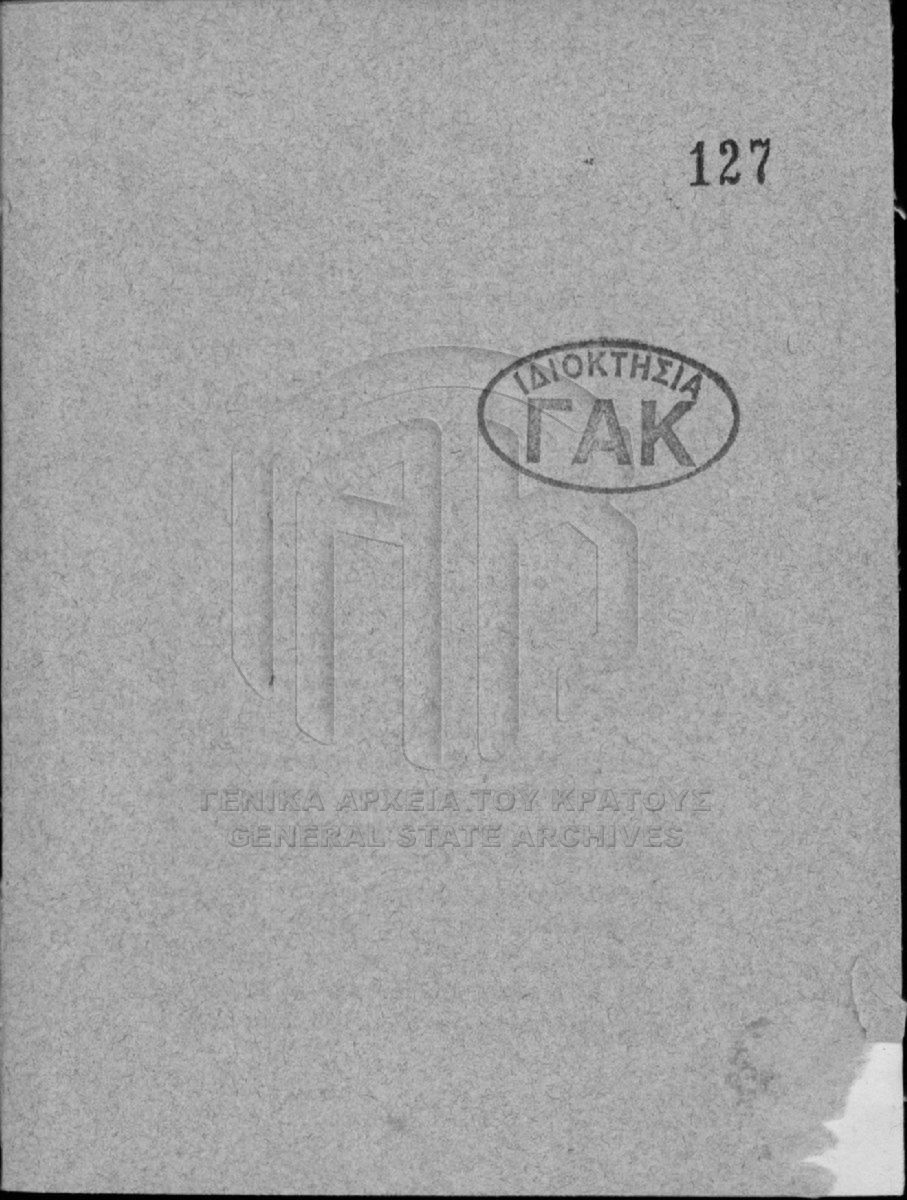 127
ΙΔΙΟΚΤΗΣΙΑ
ΓΑΚ
ΓΕΝΙΚΑ ΑΡΧΕΙΑ ΤΟΥ ΚΡΑΤΟΥΣ
GENERAL STATE ARCHIVES